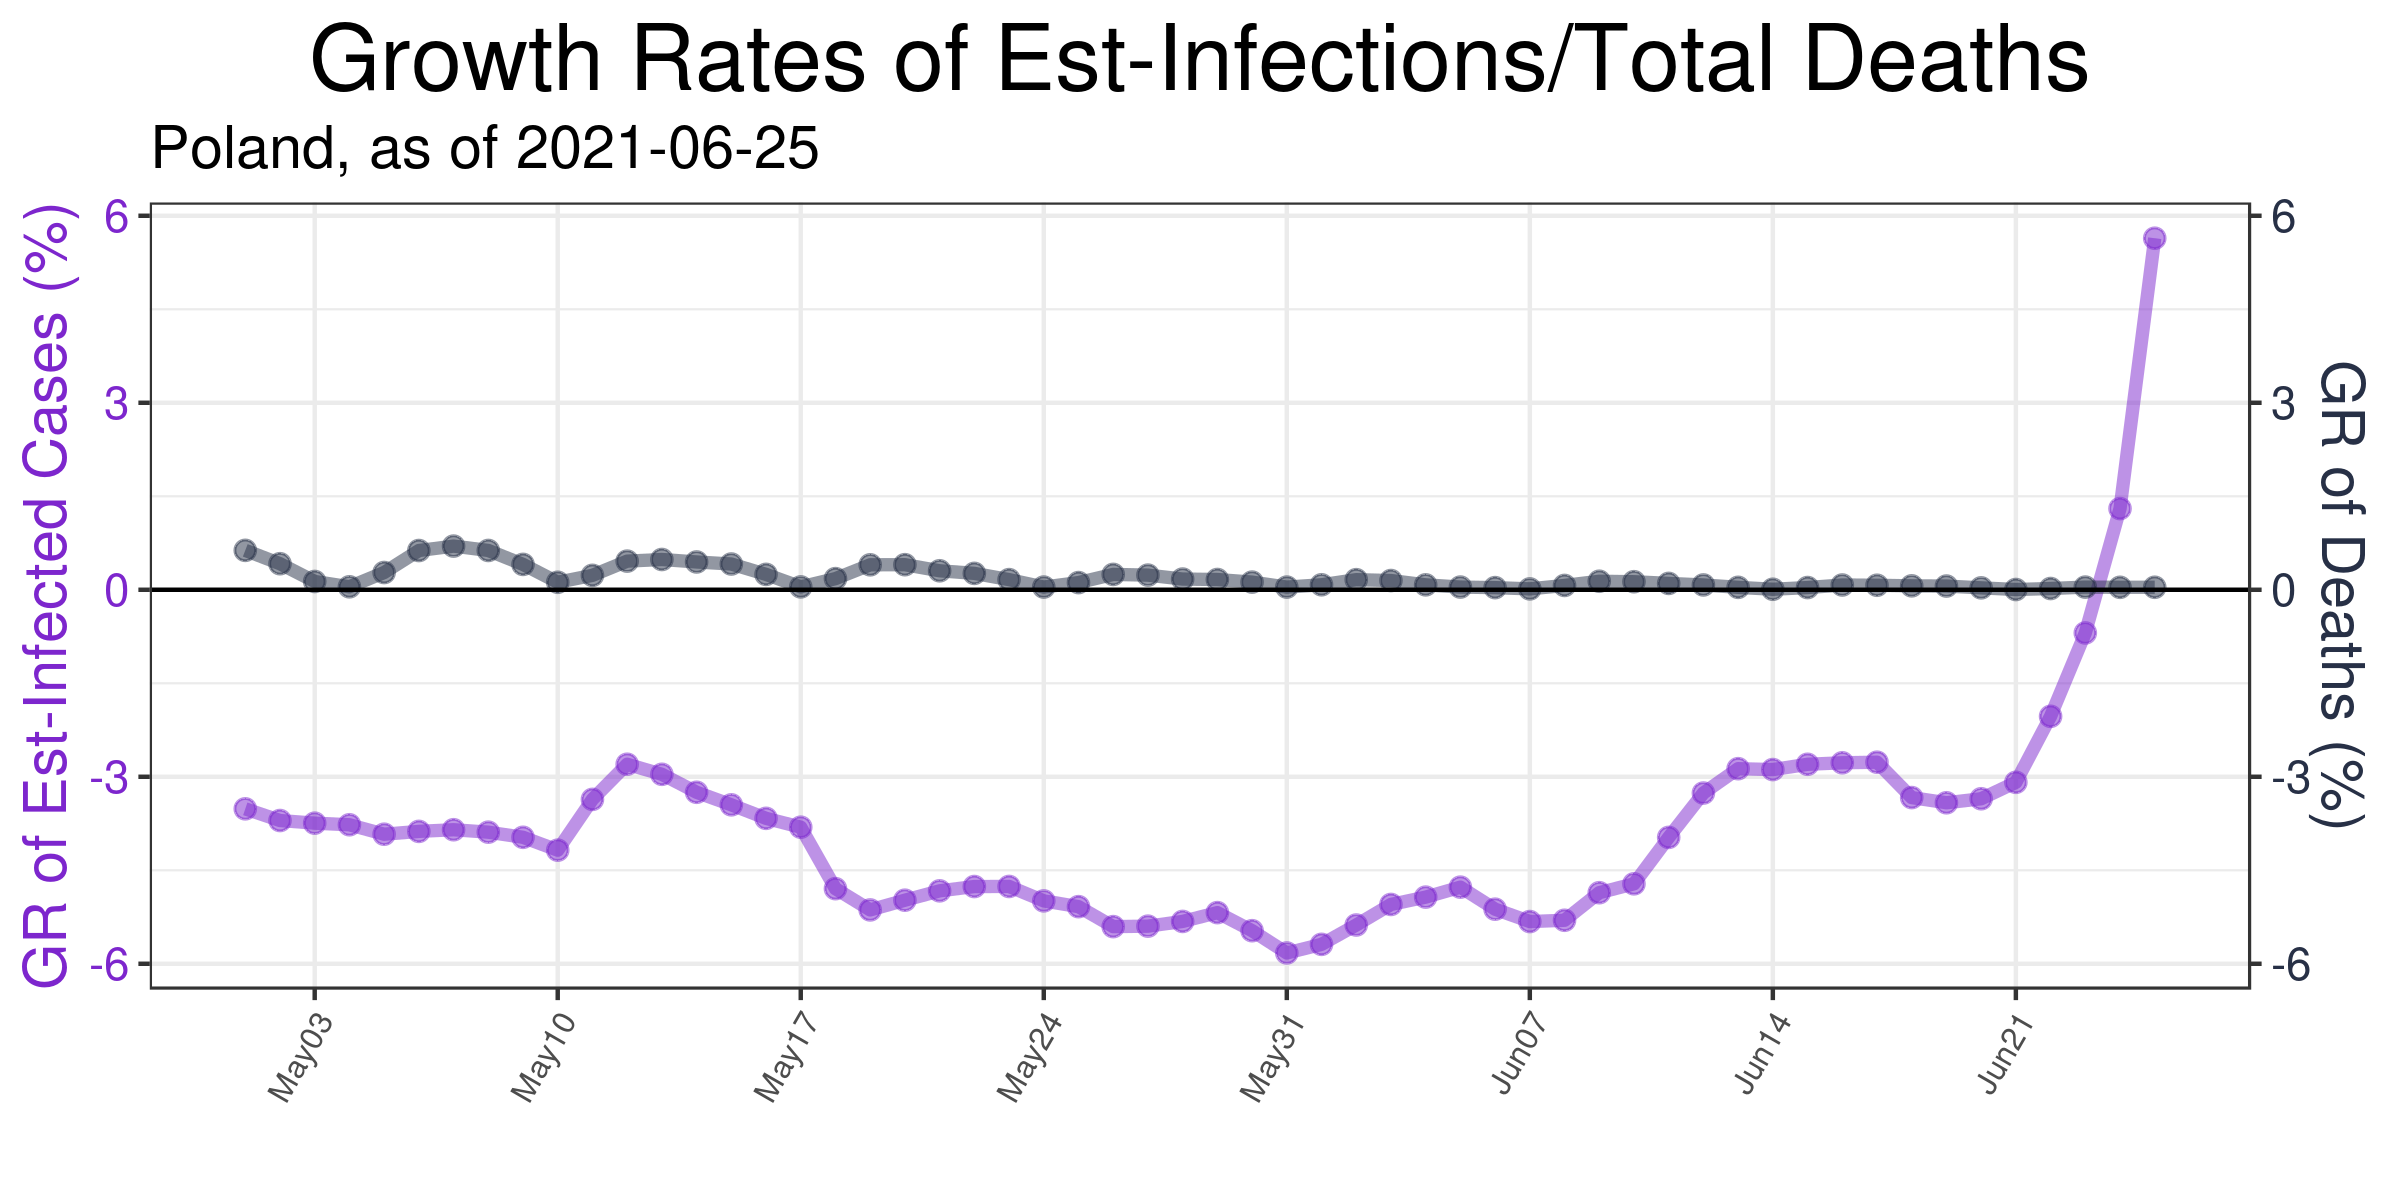 Growth Rates of Est-Infections/Total Deaths
Poland, as of 2021-06-25
GR of Est-Infected Cases (%)
6
3
0
-3
-6
6
3
0
-3
-6
GR of Deaths (%)
May03
May10
May17
May24
May31
Jun07
Jun14
Jun21